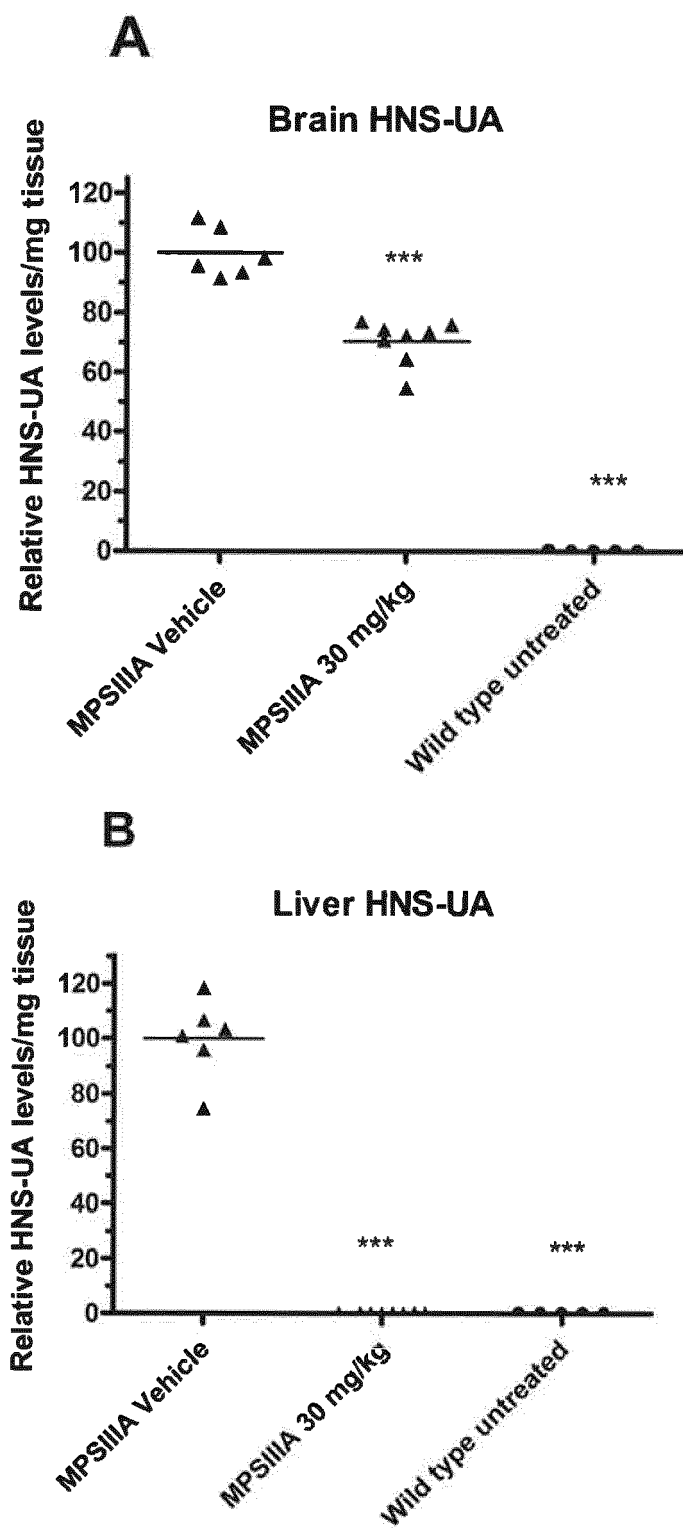 A
Brain HNS-UA
Relative HNS-UA levels/mg tissue
120
100
80
60
40
20
0
***
***
MPSIIIA Vehicle
MPSIIIA 30 mg/kg
Wild type untreated
B
Liver HNS-UA
Relative HNS-UA levels/mg tissue
120
100
80
60
40
20
0
***
***
MPSIIIA Vehicle
MPSIIIA 30 mg/kg
Wild type untreated